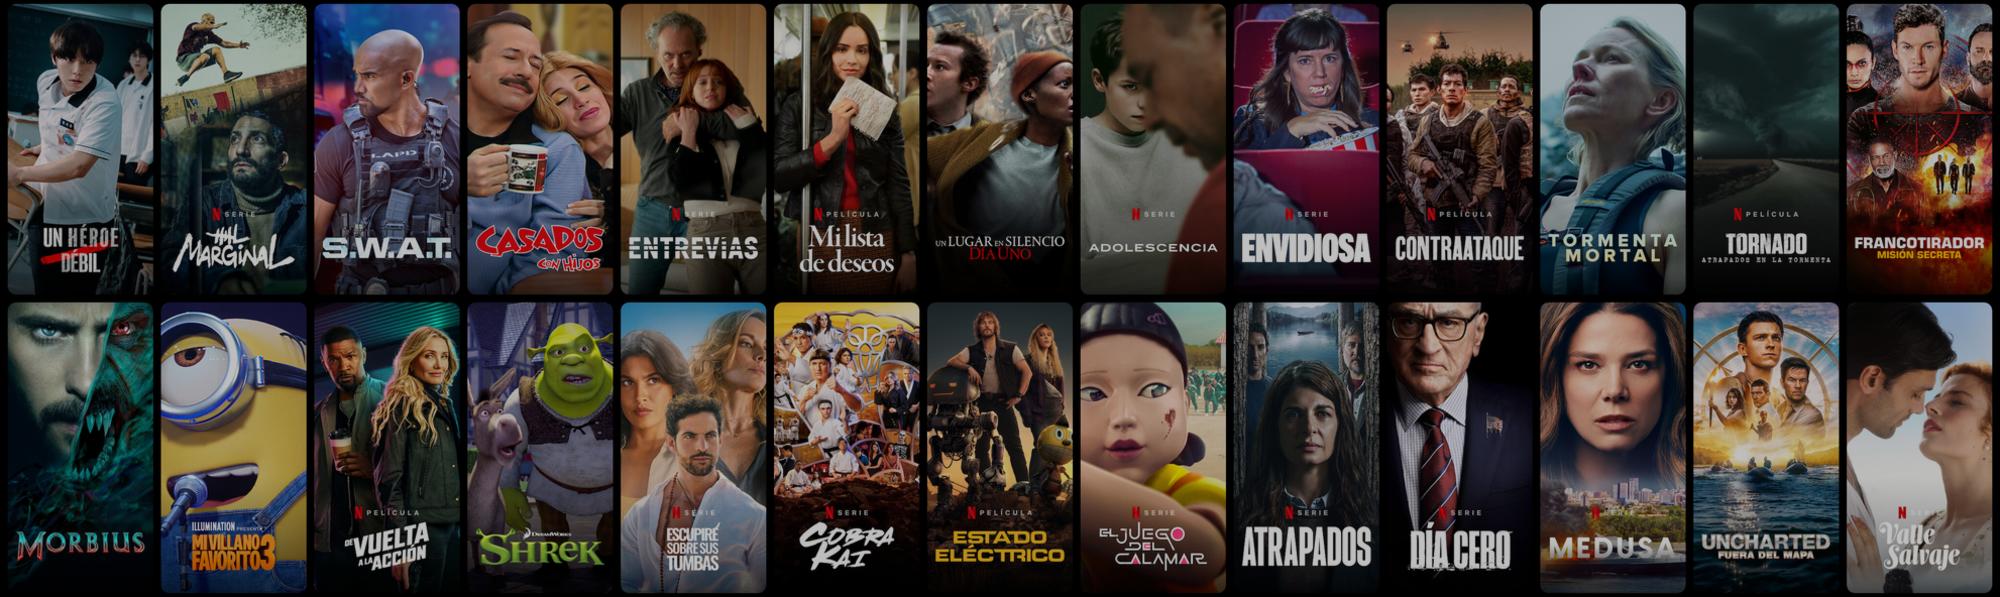 UN HÉROE
DÉBIL
N SERIE
EL MARGINAL
LAPD
S.W.A.T.
CASADOS
CON HIJOS
N SERIE
ENTREVÍAS
N PELÍCULA
Mi lista
de deseos
UN LUGAR EN SILENCIO
DÍA UNO
N SERIE
ADOLESCENCIA
N SERIE
ENVIDIOSA
N PELÍCULA
CONTRAATAQUE
TORMENTA
MORTAL
N PELÍCULA
TORNADO
ATRAPADOS EN LA TORMENTA
FRANCOTIRADOR
MISIÓN SECRETA
MORBIUS
ILLUMINATION PRESENTA
MI VILLANO
FAVORITO 3
N PELÍCULA
DE VUELTA
A LA ACCIÓN
DREAMWORKS
SHREK
N SERIE
ESCUPIRÉ
SOBRE SUS
TUMBAS
N SERIE
COBRA
KAI
N PELÍCULA
ESTADO
ELÉCTRICO
N SERIE
EL JUEGO
DEL
CALAMAR
N SERIE
ATRAPADOS
N SERIE
DÍA CERO
N SERIE
MEDUSA
UNCHARTED
FUERA DEL MAPA
N SERIE
Valle
Salvaje